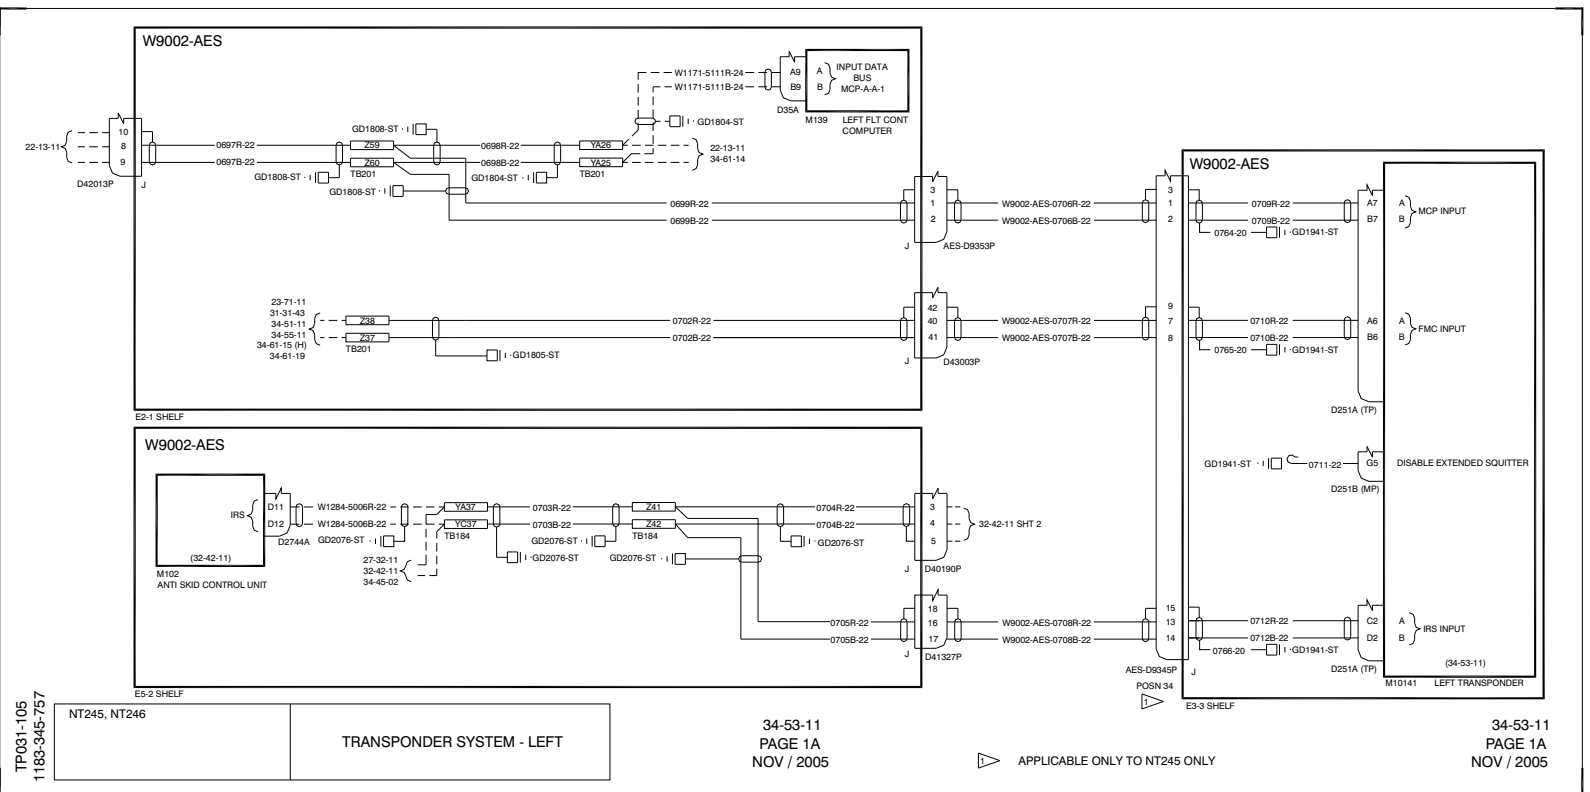 W9002-AES
W1171-5111R-24
W1171-5111B-24
A9
B9
A
B
INPUT DATA
BUS
MCP-A-A-1
D35A
M139
LEFT FLT CONT
COMPUTER
GD1808-ST
GD1804-ST
22-13-11
10
8
9
0697R-22
0697B-22
Z59
Z60
TB201
0698R-22
0698B-22
YA26
YA25
TB201
22-13-11
34-61-14
D42013P
J
GD1808-ST
GD1808-ST
GD1804-ST
0699R-22
0699B-22
3
1
2
J
AES-D9353P
W9002-AES-0706R-22
W9002-AES-0706B-22
23-71-11
31-31-43
34-51-11
34-55-11
34-61-15 (H)
34-61-19
Z38
Z37
TB201
GD1805-ST
0702R-22
0702B-22
42
40
41
J
D43003P
W9002-AES-0707R-22
W9002-AES-0707B-22
E2-1 SHELF
W9002-AES
IRS
(32-42-11)
M102
ANTI SKID CONTROL UNIT
D11
D12
D2744A
W1284-5006R-22
W1284-5006B-22
GD2076-ST
27-32-11
32-42-11
34-45-02
YA37
YC37
TB184
GD2076-ST
0703R-22
0703B-22
GD2076-ST
Z41
Z42
TB184
GD2076-ST
0704R-22
0704B-22
GD2076-ST
3
4
5
J
D40190P
32-42-11 SHT 2
0705R-22
0705B-22
18
16
17
J
D41327P
W9002-AES-0708R-22
W9002-AES-0708B-22
E5-2 SHELF
W9002-AES
3
1
2
0709R-22
0709B-22
0764-20
GD1941-ST
A7
B7
A
B
MCP INPUT
9
7
8
0710R-22
0710B-22
0765-20
GD1941-ST
A6
B6
A
B
FMC INPUT
D251A (TP)
GD1941-ST
0711-22
G5
DISABLE EXTENDED SQUITTER
D251B (MP)
15
13
14
0712R-22
0712B-22
0766-20
GD1941-ST
C2
D2
A
B
IRS INPUT
D251A (TP)
(34-53-11)
M10141
LEFT TRANSPONDER
AES-D9345P
J
POSN 34
1
E3-3 SHELF
TP031-105
1183-345-757
NT245, NT246
TRANSPONDER SYSTEM - LEFT
34-53-11
PAGE 1A
NOV / 2005
1
APPLICABLE ONLY TO NT245 ONLY
34-53-11
PAGE 1A
NOV / 2005